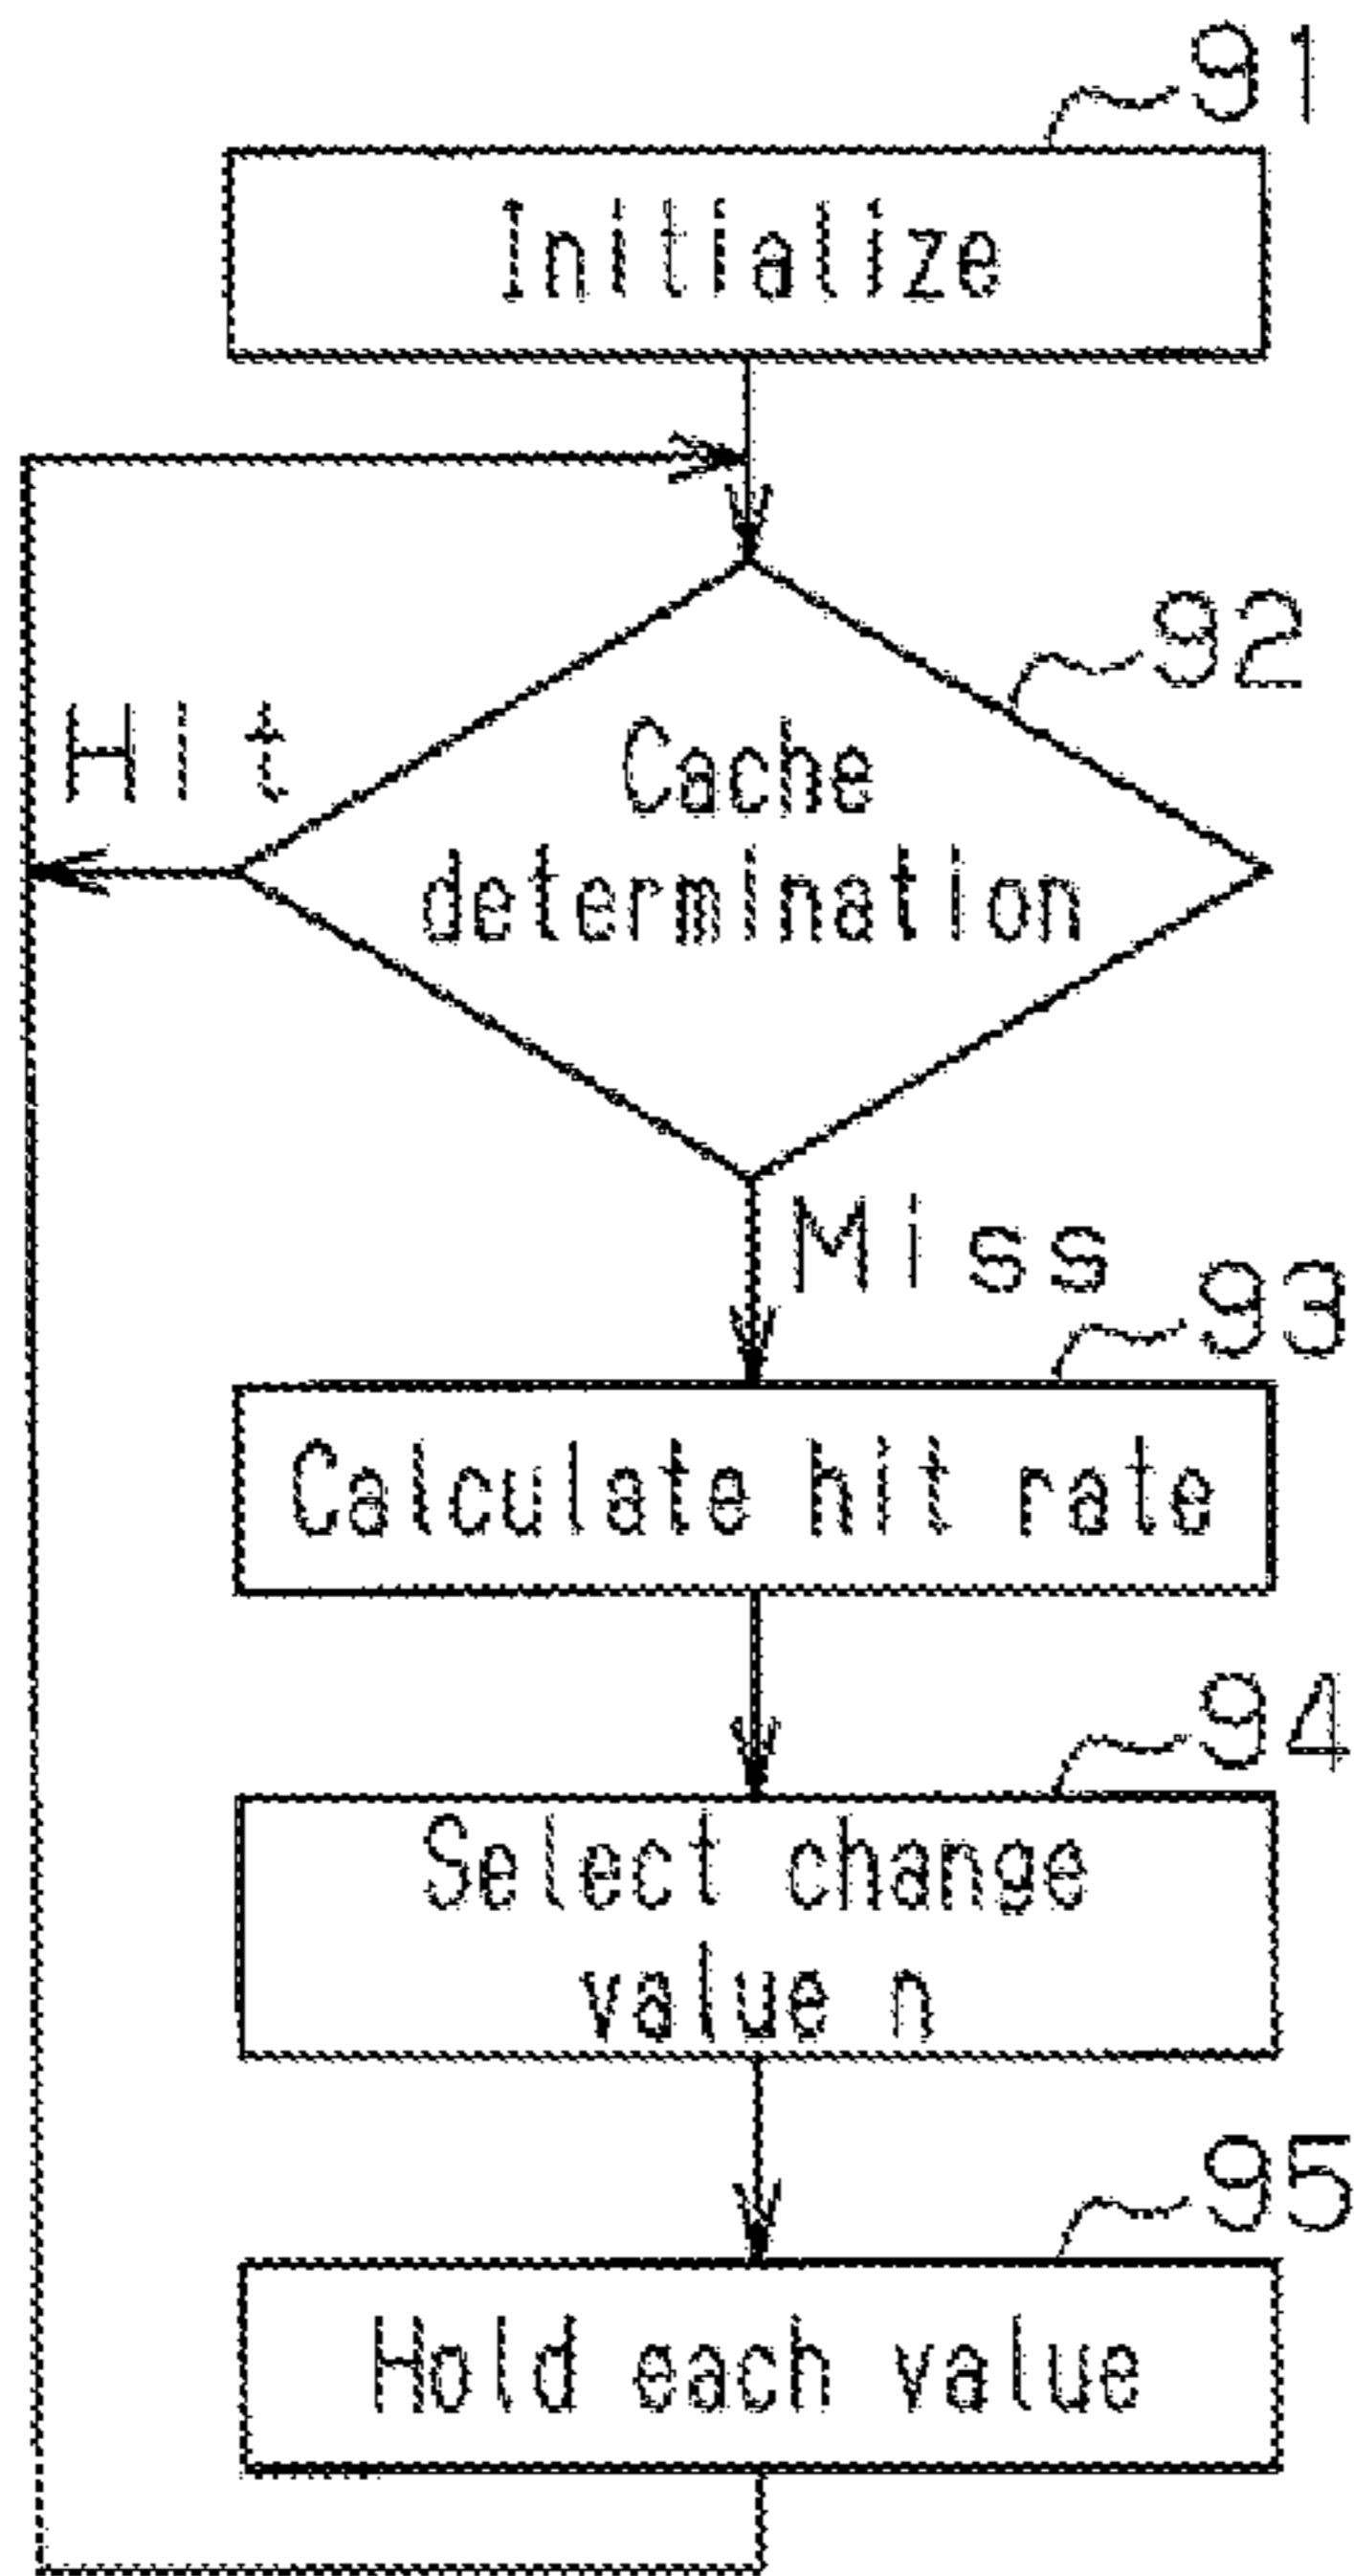 91
Initialize
92
Hit
Cache
determination
Miss
93
Calculate hit rate
94
Select change
value n
95
Hold each value